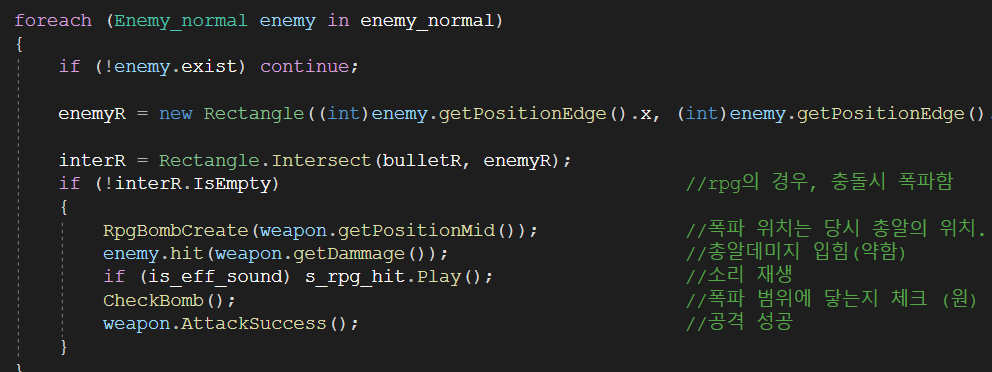 foreach (Enemy_normal enemy in enemy_normal)
{
if (!enemy.exist) continue;
enemyR = new Rectangle((int)enemy.getPositionEdge().x, (int)enemy.getPositionEdge().
interR = Rectangle.Intersect(bulletR, enemyR);
if (!interR.IsEmpty) //rpg의 경우, 충돌시 폭파함
{
RpgBombCreate(weapon.getPositionMid()); //폭파 위치는 당시 총알의 위치.
enemy.hit(weapon.getDammage()); //총알데미지 입힘(약함)
if (is_eff_sound) s_rpg_hit.Play(); //소리 재생
CheckBomb(); //폭파 범위에 닿는지 체크 (원)
weapon.AttackSuccess(); //공격 성공
}
}